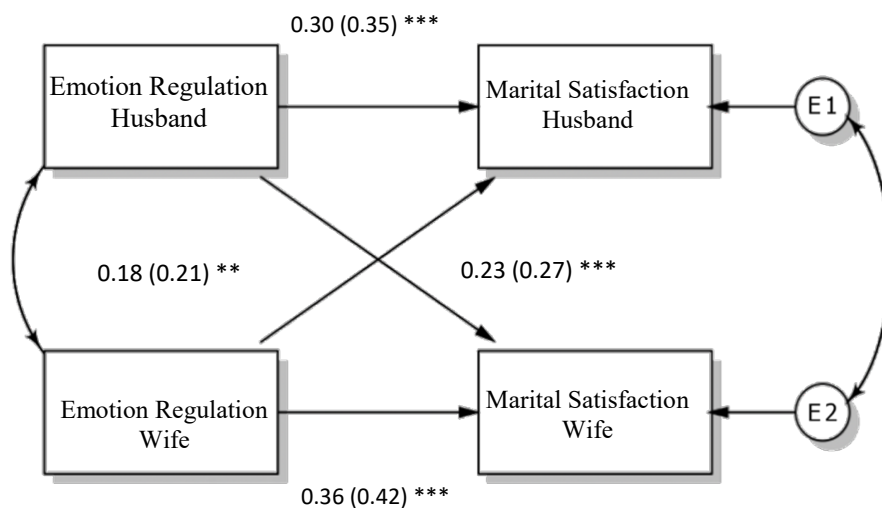 0.30 (0.35) ***
Emotion Regulation
Husband
Marital Satisfaction
Husband
E1
0.18 (0.21) **
0.23 (0.27) ***
Emotion Regulation
Wife
Marital Satisfaction
Wife
E2
0.36 (0.42) ***